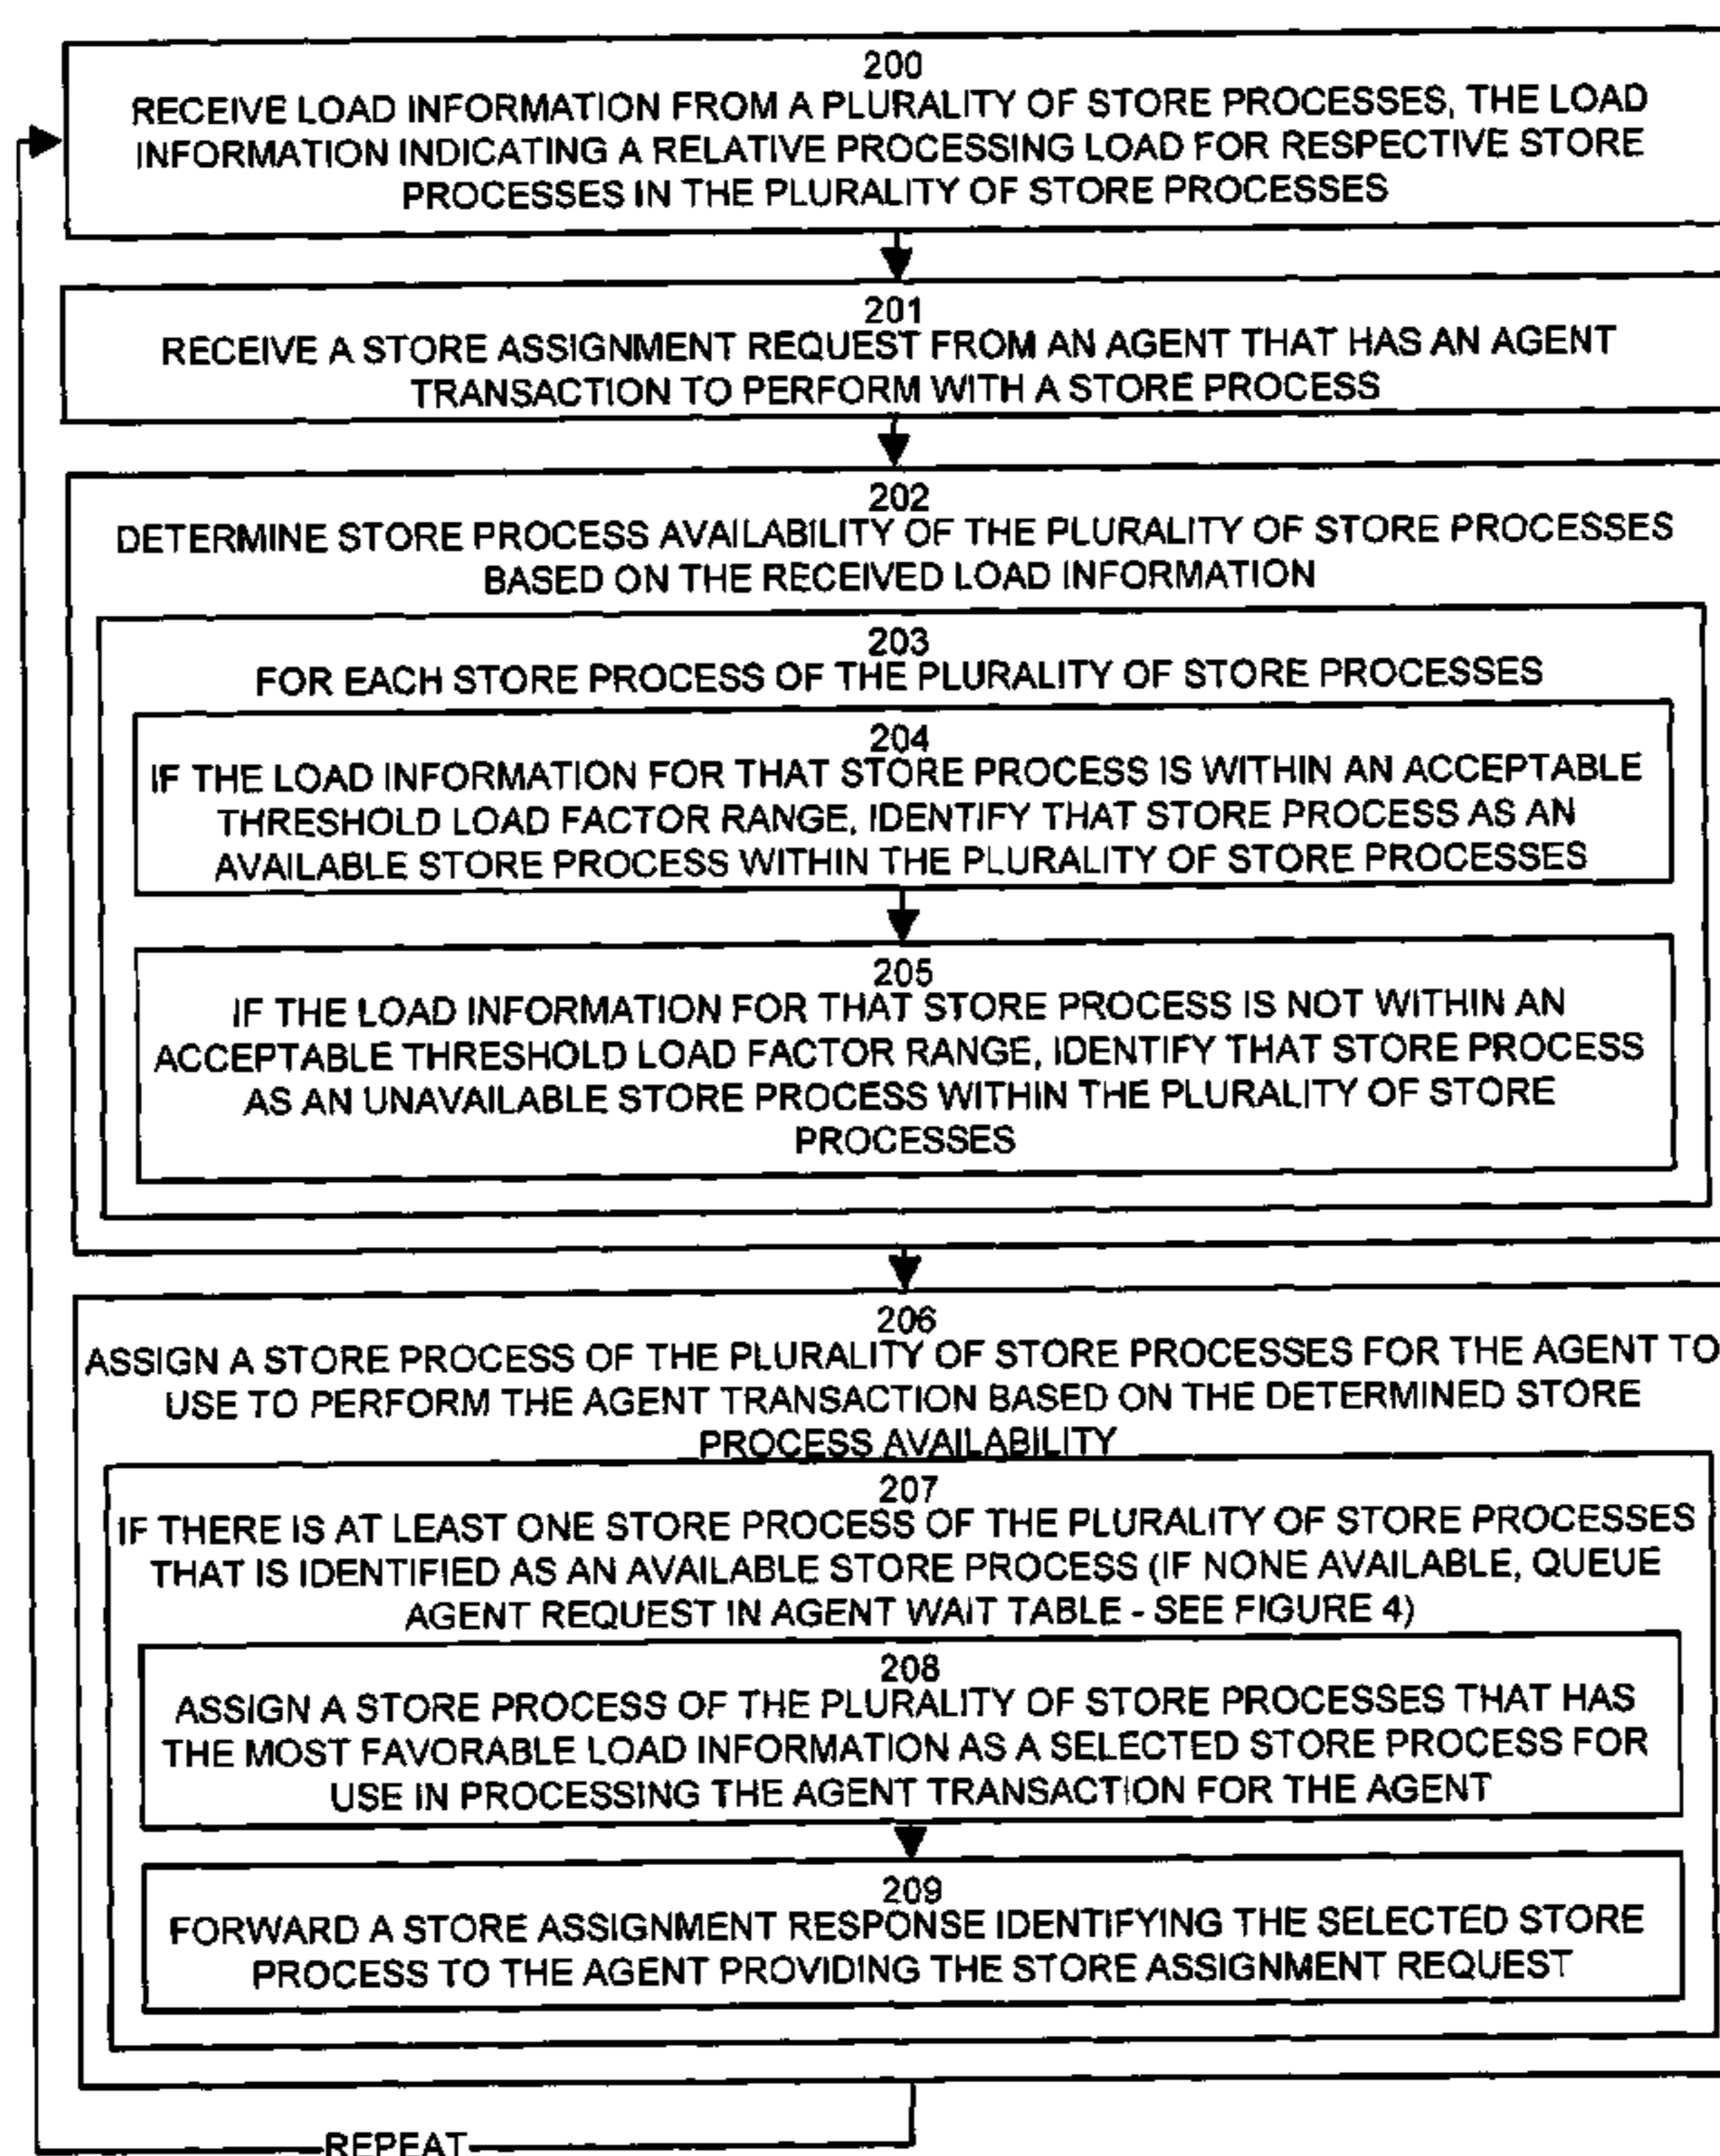 200
RECEIVE LOAD INFORMATION FROM A PLURALITY OF STORE PROCESSES, THE LOAD
INFORMATION INDICATING A RELATIVE PROCESSING LOAD FOR RESPECTIVE STORE
PROCESSES IN THE PLURALITY OF STORE PROCESSES
201
RECEIVE A STORE ASSIGNMENT REQUEST FROM AN AGENT THAT HAS AN AGENT
TRANSACTION TO PERFORM WITH A STORE PROCESS
202
DETERMINE STORE PROCESS AVAILABILITY OF THE PLURALITY OF STORE PROCESSES
BASED ON THE RECEIVED LOAD INFORMATION
203
FOR EACH STORE PROCESS OF THE PLURALITY OF STORE PROCESSES
204
IF THE LOAD INFORMATION FOR THAT STORE PROCESS IS WITHIN AN ACCEPTABLE
THRESHOLD LOAD FACTOR RANGE, IDENTIFY THAT STORE PROCESS AS AN
AVAILABLE STORE PROCESS WITHIN THE PLURALITY OF STORE PROCESSES
205
IF THE LOAD INFORMATION FOR THAT STORE PROCESS IS NOT WITHIN AN
ACCEPTABLE THRESHOLD LOAD FACTOR RANGE, IDENTIFY THAT STORE PROCESS
AS AN UNAVAILABLE STORE PROCESS WITHIN THE PLURALITY OF STORE
PROCESSES
206
ASSIGN A STORE PROCESS OF THE PLURALITY OF STORE PROCESSES FOR THE AGENT TO
USE TO PERFORM THE AGENT TRANSACTION BASED ON THE DETERMINED STORE
PROCESS AVAILABILITY
207
IF THERE IS AT LEAST ONE STORE PROCESS OF THE PLURALITY OF STORE PROCESSES
THAT IS IDENTIFIED AS AN AVAILABLE STORE PROCESS (IF NONE AVAILABLE, QUEUE
AGENT REQUEST IN AGENT WAIT TABLE - SEE FIGURE 4)
208
ASSIGN A STORE PROCESS OF THE PLURALITY OF STORE PROCESSES THAT HAS
THE MOST FAVORABLE LOAD INFORMATION AS A SELECTED STORE PROCESS FOR
USE IN PROCESSING THE AGENT TRANSACTION FOR THE AGENT
209
FORWARD A STORE ASSIGNMENT RESPONSE IDENTIFYING THE SELECTED STORE
PROCESS TO THE AGENT PROVIDING THE STORE ASSIGNMENT REQUEST
REPEAT